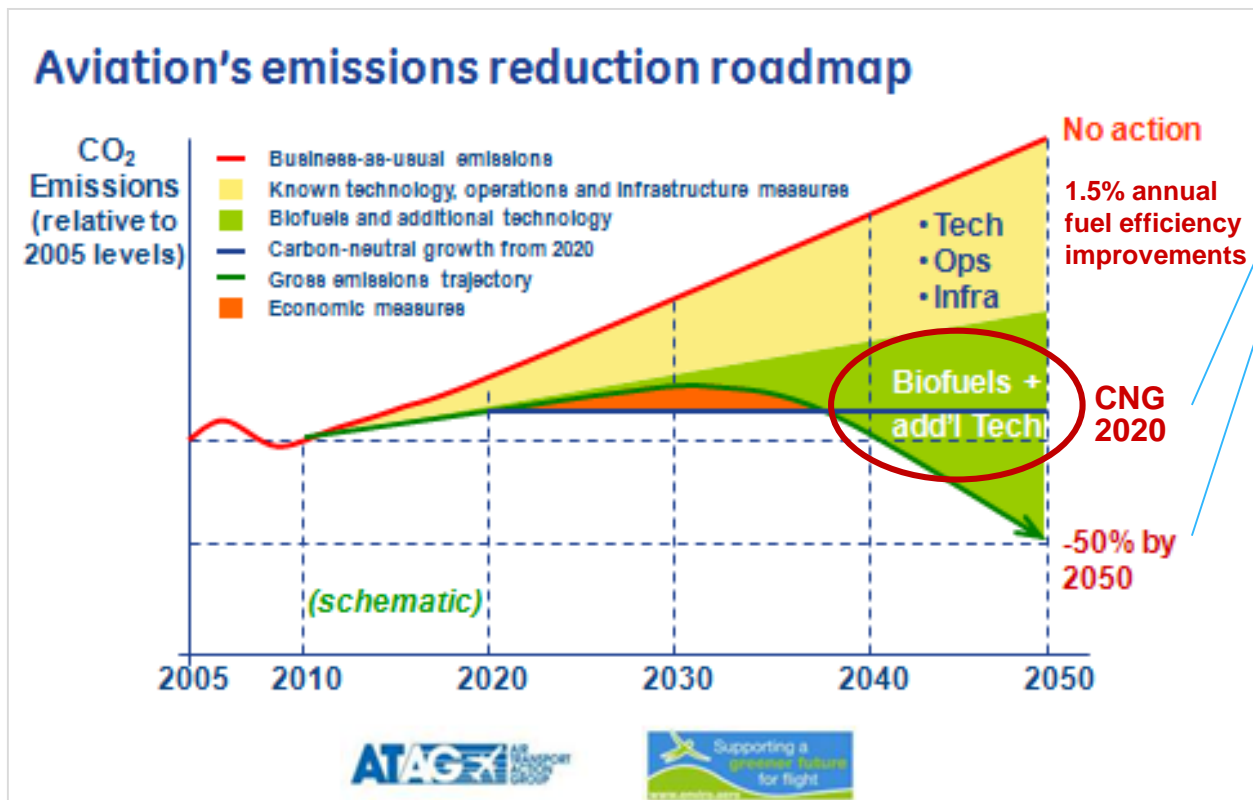 Aviation's emissions reduction roadmap
CO₂
Emissions
(relative to
2005 levels)
Business-as-usual emissions
Known technology, operations and infrastructure measures
Biofuels and additional technology
Carbon-neutral growth from 2020
Gross emissions trajectory
Economic measures
No action
1.5% annual
fuel efficiency
improvements
• Tech
• Ops
• Infra
Biofuels +
add'l Tech
CNG
2020
-50% by
2050
(schematic)
2005 2010 2020 2030 2040 2050
ATAG AIR
TRANSPORT
ACTION
GROUP
Supporting a
greener future
for flight
www.enviro.aero